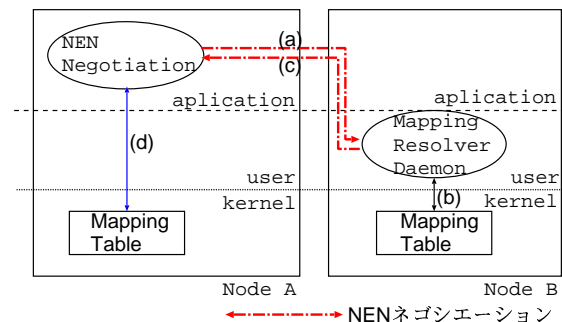 NEN
Negotiation
(a)
(c)
aplication
aplication
(d)
Mapping
Resolver
Daemon
user
user
kernel
kernel
(b)
Mapping
Table
Mapping
Table
Node A
Node B
NENネゴシエーション